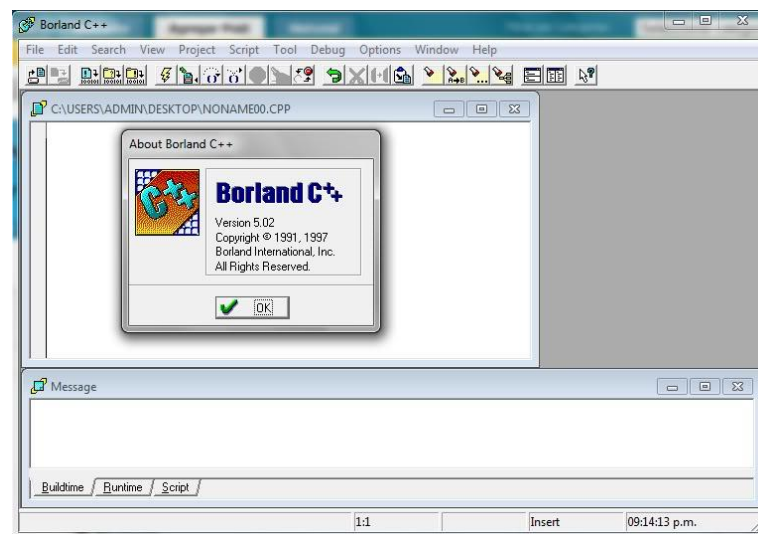 Borland C++
File Edit Search View Project Script Tool Debug Options Window Help
C:\USERS\ADMIN\DESKTOP\NONAME00.CPP
About Borland C++
C++
Borland C++
Version 5.02
Copyright © 1991, 1997
Borland International, Inc.
All Rights Reserved.
OK
Message
Buildtime Runtime Script
1:1 Insert 09:14:13 p.m.